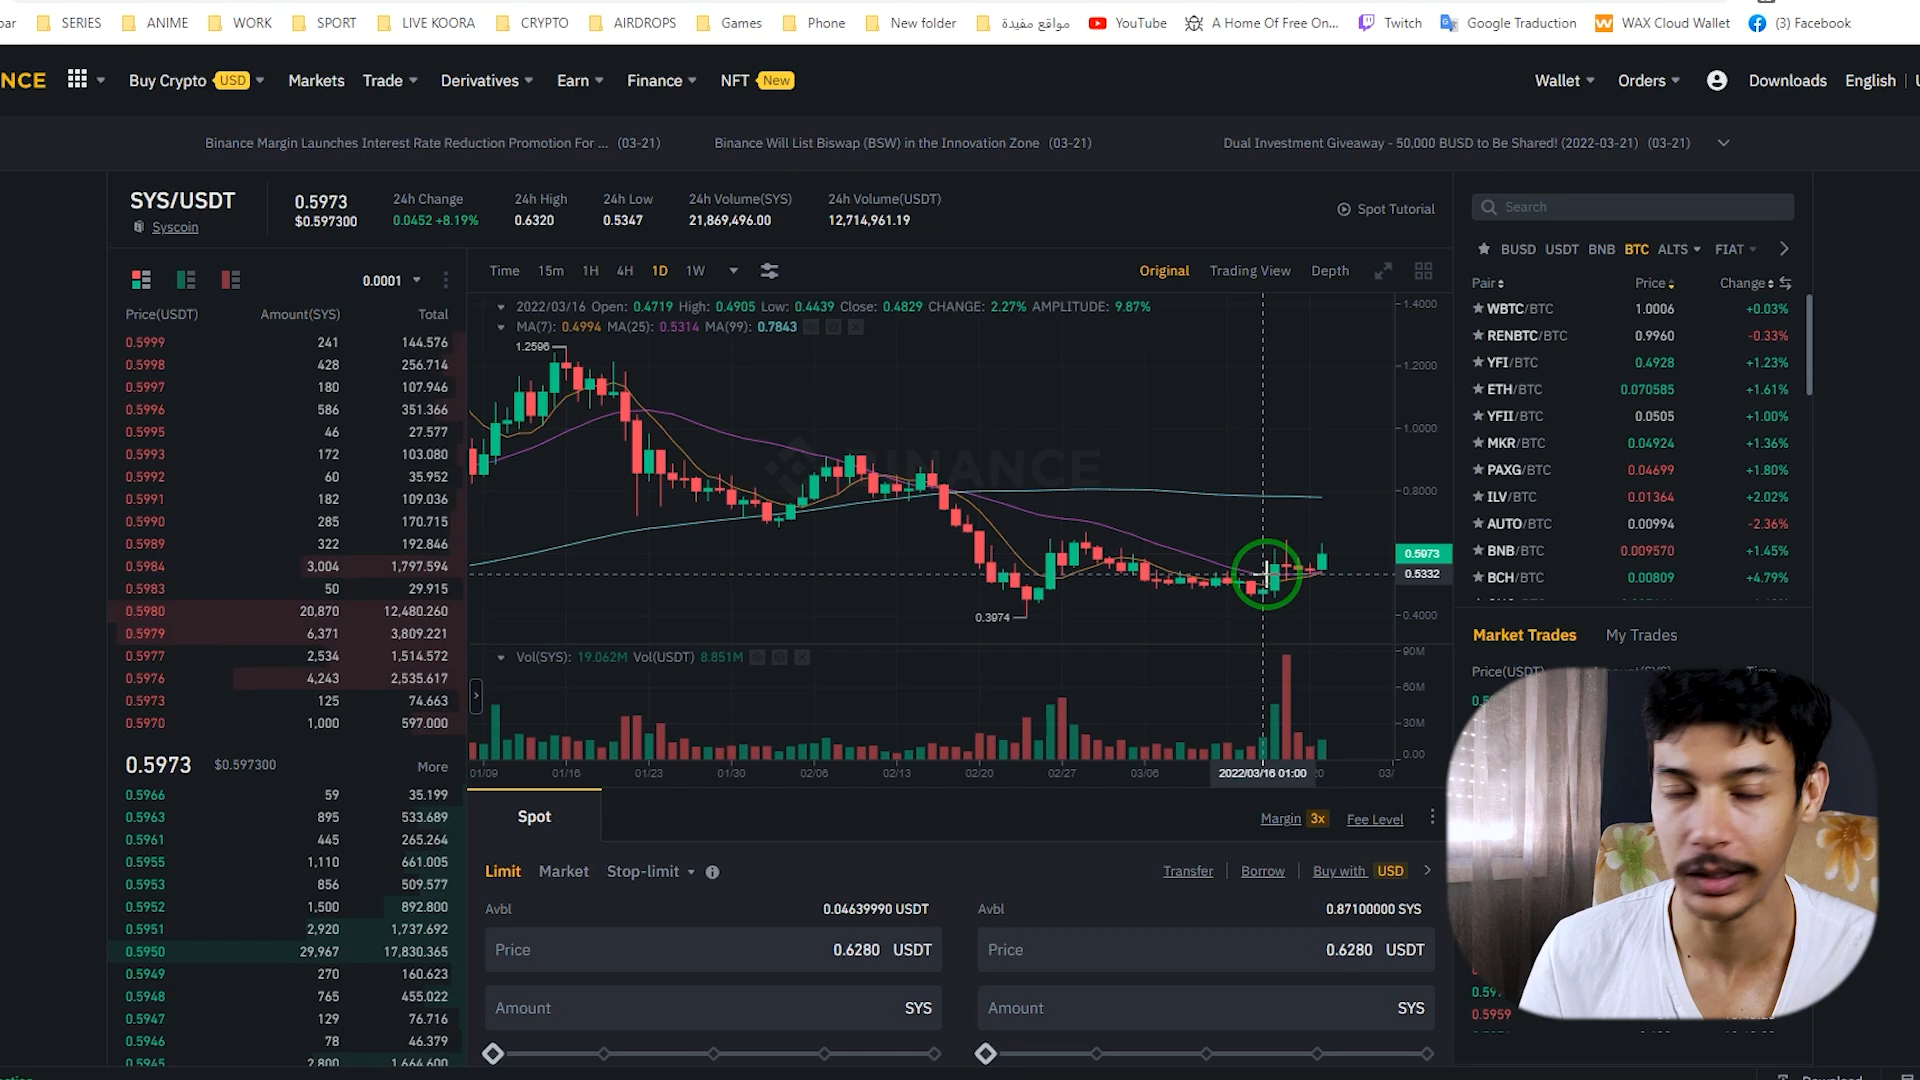 bar SERIES ANIME WORK SPORT LIVE KOORA CRYPTO AIRDROPS Games Phone New folder مواقع مفيدة YouTube A Home Of Free On... Twitch Google Traduction WAX Cloud Wallet (3) Facebook
NCE Buy Crypto USD Markets Trade Derivatives Earn Finance NFT New Wallet Orders Downloads English
Binance Margin Launches Interest Rate Reduction Promotion For ... (03-21) Binance Will List Biswap (BSW) in the Innovation Zone (03-21) Dual Investment Giveaway - 50,000 BUSD to Be Shared! (2022-03-21) (03-21)
SYS/USDT
Syscoin
0.5973
$0.597300
24h Change
0.0452 +8.19%
24h High
0.6320
24h Low
0.5347
24h Volume(SYS)
21,869,496.00
24h Volume(USDT)
12,714,961.19
Spot Tutorial
0.0001
Price(USDT) Amount(SYS) Total
0.5999 241 144.576
0.5998 428 256.714
0.5997 180 107.946
0.5996 586 351.366
0.5995 46 27.577
0.5993 172 103.080
0.5992 60 35.952
0.5991 182 109.036
0.5990 285 170.715
0.5989 322 192.846
0.5984 3,004 1,797.594
0.5983 50 29.915
0.5980 20,870 12,480.260
0.5979 6,371 3,809.221
0.5977 2,534 1,514.572
0.5976 4,243 2,535.617
0.5973 125 74.663
0.5970 1,000 597.000
0.5973 $0.597300 More
0.5966 59 35.199
0.5963 895 533.689
0.5961 445 265.264
0.5955 1,110 661.005
0.5953 856 509.577
0.5952 1,500 892.800
0.5951 2,920 1,737.692
0.5950 29,967 17,830.365
0.5949 270 160.623
0.5948 765 455.022
0.5947 129 76.716
0.5946 78 46.379
0.5945 2,800 1,664.600
Time 15m 1H 4H 1D 1W Original Trading View Depth
2022/03/16 Open: 0.4719 High: 0.4905 Low: 0.4439 Close: 0.4829 CHANGE: 2.27% AMPLITUDE: 9.87%
MA(7): 0.4994 MA(25): 0.5314 MA(99): 0.7843
1.2596
BINANCE
0.3974
1.4000
1.2000
1.0000
0.8000
0.5973
0.5332
0.4000
Vol(SYS): 19.062M Vol(USDT) 8.851M
90M
60M
30M
0.00
01/09 01/16 01/23 01/30 02/06 02/13 02/20 02/27 03/06 2022/03/16 01:00 20 03/
Spot
Margin 3x Fee Level
Limit Market Stop-limit
Transfer Borrow Buy with USD
Avbl 0.04639990 USDT
Price 0.6280 USDT
Amount SYS
Avbl 0.87100000 SYS
Price 0.6280 USDT
Amount SYS
Search
BUSD USDT BNB BTC ALTS FIAT
Pair Price Change
WBTC/BTC 1.0006 +0.03%
RENBTC/BTC 0.9960 -0.33%
YFI/BTC 0.4928 +1.23%
ETH/BTC 0.070585 +1.61%
YFII/BTC 0.0505 +1.00%
MKR/BTC 0.04924 +1.36%
PAXG/BTC 0.04699 +1.80%
ILV/BTC 0.01364 +2.02%
AUTO/BTC 0.00994 -2.36%
BNB/BTC 0.009570 +1.45%
BCH/BTC 0.00809 +4.79%
Market Trades My Trades
Price(USDT)
0.5959